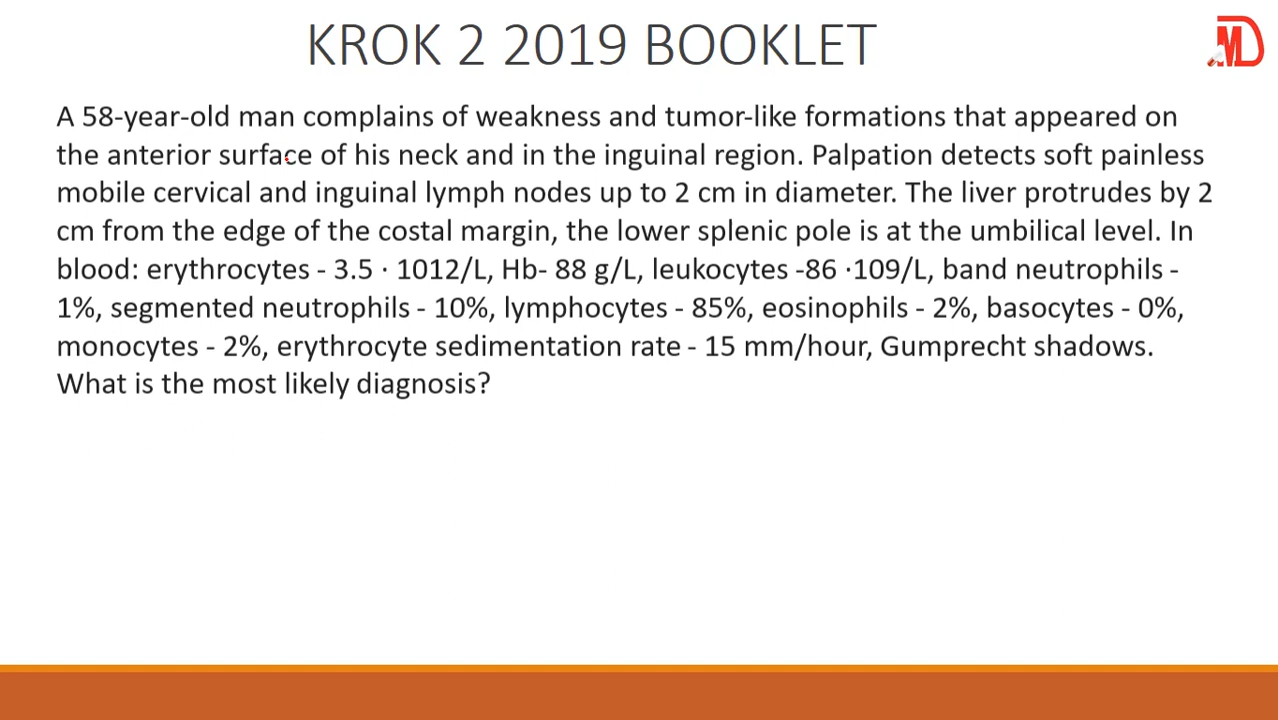 KROK 2 2019 BOOKLET
MD
A 58-year-old man complains of weakness and tumor-like formations that appeared on
the anterior surface of his neck and in the inguinal region. Palpation detects soft painless
mobile cervical and inguinal lymph nodes up to 2 cm in diameter. The liver protrudes by 2
cm from the edge of the costal margin, the lower splenic pole is at the umbilical level. In
blood: erythrocytes - 3.5 · 1012/L, Hb- 88 g/L, leukocytes -86 ·109/L, band neutrophils -
1%, segmented neutrophils - 10%, lymphocytes - 85%, eosinophils - 2%, basocytes - 0%,
monocytes - 2%, erythrocyte sedimentation rate - 15 mm/hour, Gumprecht shadows.
What is the most likely diagnosis?